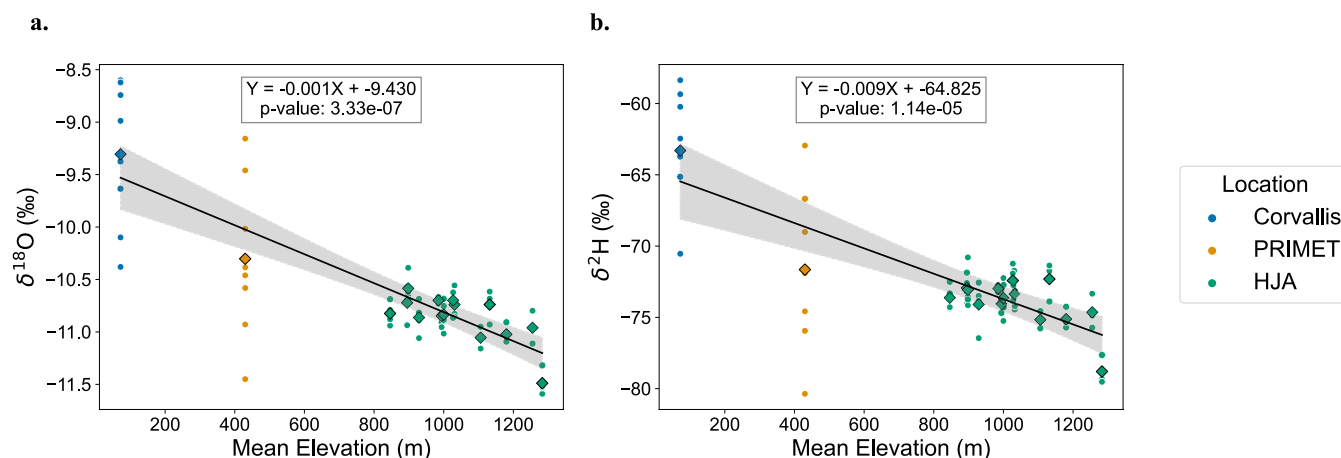 a.
Y = -0.001X + -9.430
p-value: 3.33e-07
δ¹⁸O (‰)
−8.5
−9.0
−9.5
−10.0
−10.5
−11.0
−11.5
200 400 600 800 1000 1200
Mean Elevation (m)
b.
Y = -0.009X + -64.825
p-value: 1.14e-05
δ²H (‰)
−60
−65
−70
−75
−80
200 400 600 800 1000 1200
Mean Elevation (m)
Location
Corvallis
PRIMET
HJA